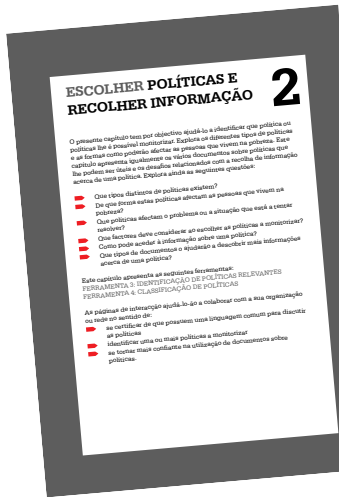 ESCOLHER POLÍTICAS E
RECOLHER INFORMAÇÃO
2
O presente capítulo tem por objectivo ajudá-lo a identificar que política ou
políticas lhe é possível monitorizar. Explora os diferentes tipos de políticas
e as formas como poderão afectar as pessoas que vivem na pobreza. Este
capítulo apresenta igualmente os vários documentos sobre políticas que
lhe podem ser úteis e os desafios relacionados com a recolha de informação
acerca de uma política. Explora ainda as seguintes questões:
Que tipos distintos de políticas existem?
De que forma estas políticas afectam as pessoas que vivem na
pobreza?
Que políticas afectam o problema ou a situação que está a tentar
resolver?
Que factores deve considerar ao escolher as políticas a monitorizar?
Como pode aceder à informação sobre uma política?
Que tipos de documentos o ajudarão a descobrir mais informações
acerca de uma política?
Este capítulo apresenta as seguintes ferramentas:
FERRAMENTA 3: IDENTIFICAÇÃO DE POLÍTICAS RELEVANTES
FERRAMENTA 4: CLASSIFICAÇÃO DE POLÍTICAS
As páginas de interacção ajudá-lo-ão a colaborar com a sua organização
ou rede no sentido de:
se certificar de que possuem uma linguagem comum para discutir
as políticas
identificar uma ou mais políticas a monitorizar
se tornar mais confiante na utilização de documentos sobre
políticas.